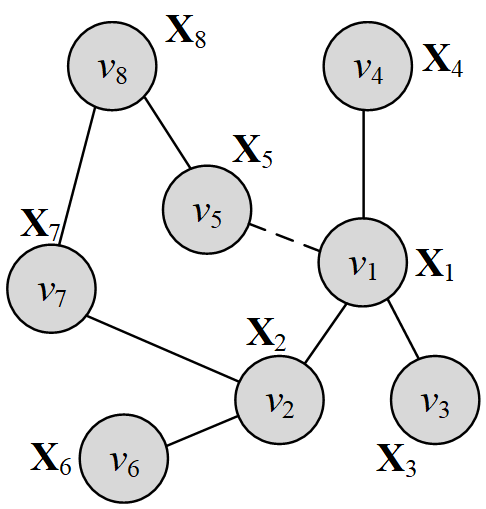 X₈
v₈
v₄ X₄
X₅
v₅
X₇
v₁ X₁
v₇
X₂
v₂
v₃
X₆ v₆
X₃